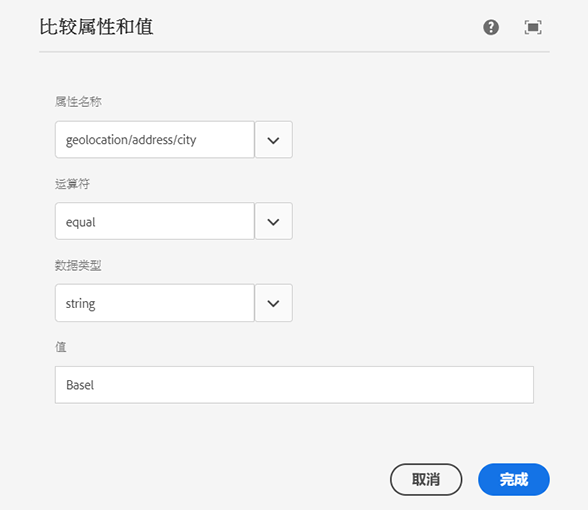 比较属性和值
属性名称
geolocation/address/city
运算符
equal
数据类型
string
值
Basel
取消
完成